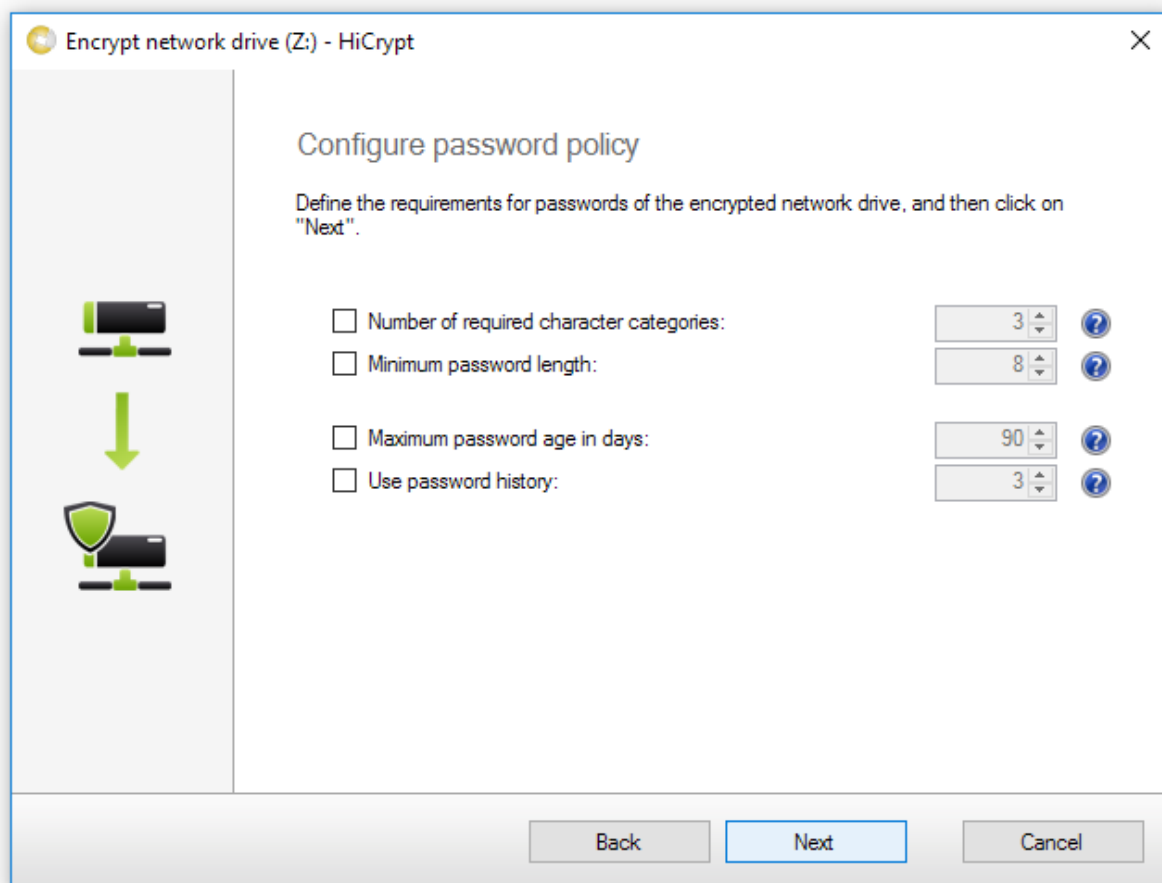 Encrypt network drive (Z:) - HiCrypt
Configure password policy
Define the requirements for passwords of the encrypted network drive, and then click on
"Next".
Number of required character categories: 3 ?
Minimum password length: 8 ?
Maximum password age in days: 90 ?
Use password history: 3 ?
Back Next Cancel